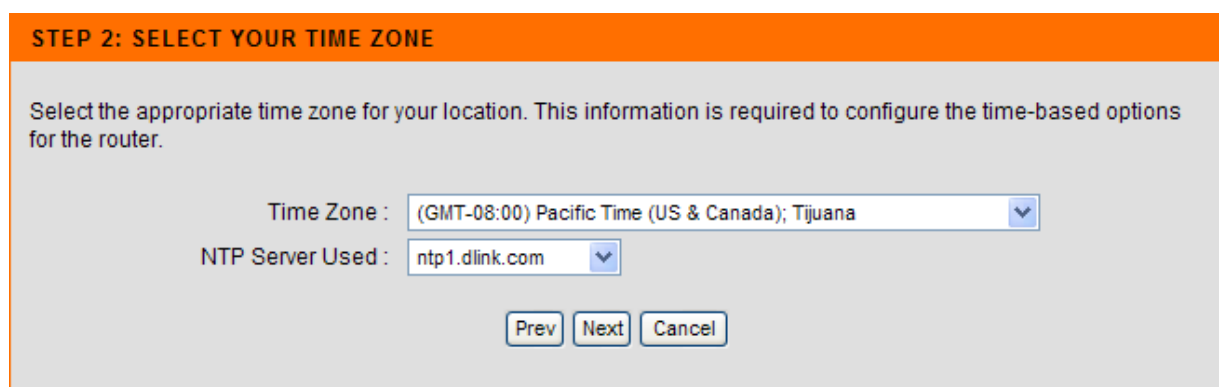 STEP 2: SELECT YOUR TIME ZONE
Select the appropriate time zone for your location. This information is required to configure the time-based options
for the router.
Time Zone : (GMT-08:00) Pacific Time (US & Canada); Tijuana
NTP Server Used : ntp1.dlink.com
Prev Next Cancel